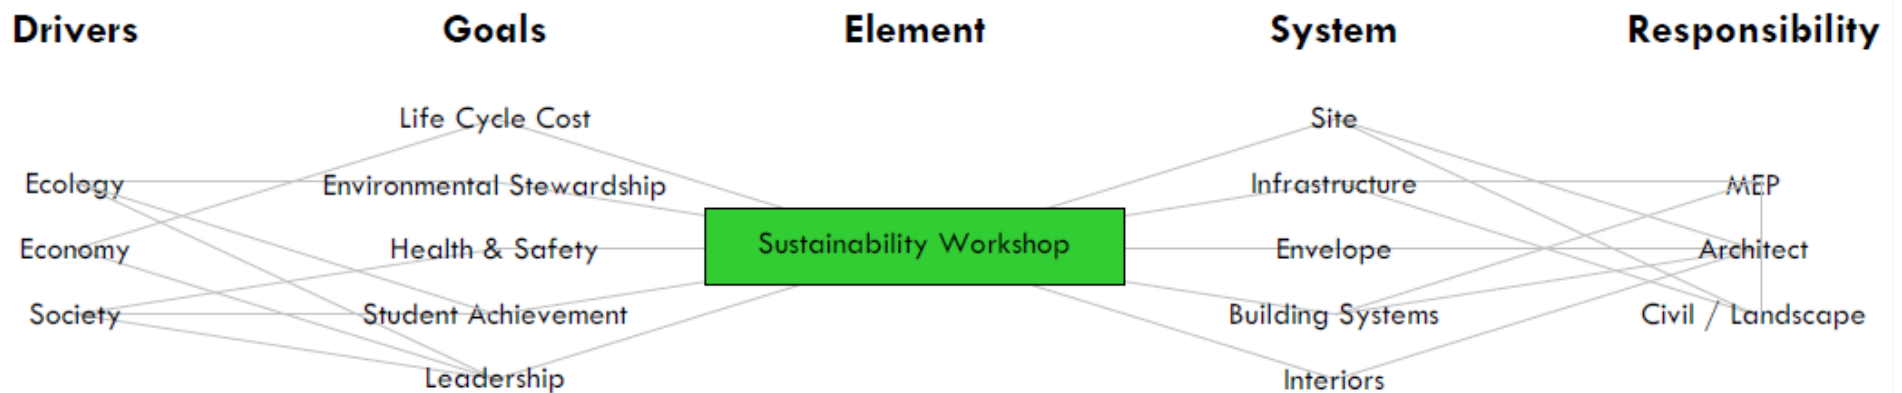 Drivers Goals Element System Responsibility
Life Cycle Cost Site
Ecology Environmental Stewardship Infrastructure MEP
Economy Health & Safety Sustainability Workshop Envelope Architect
Society Student Achievement Building Systems Civil / Landscape
Leadership Interiors